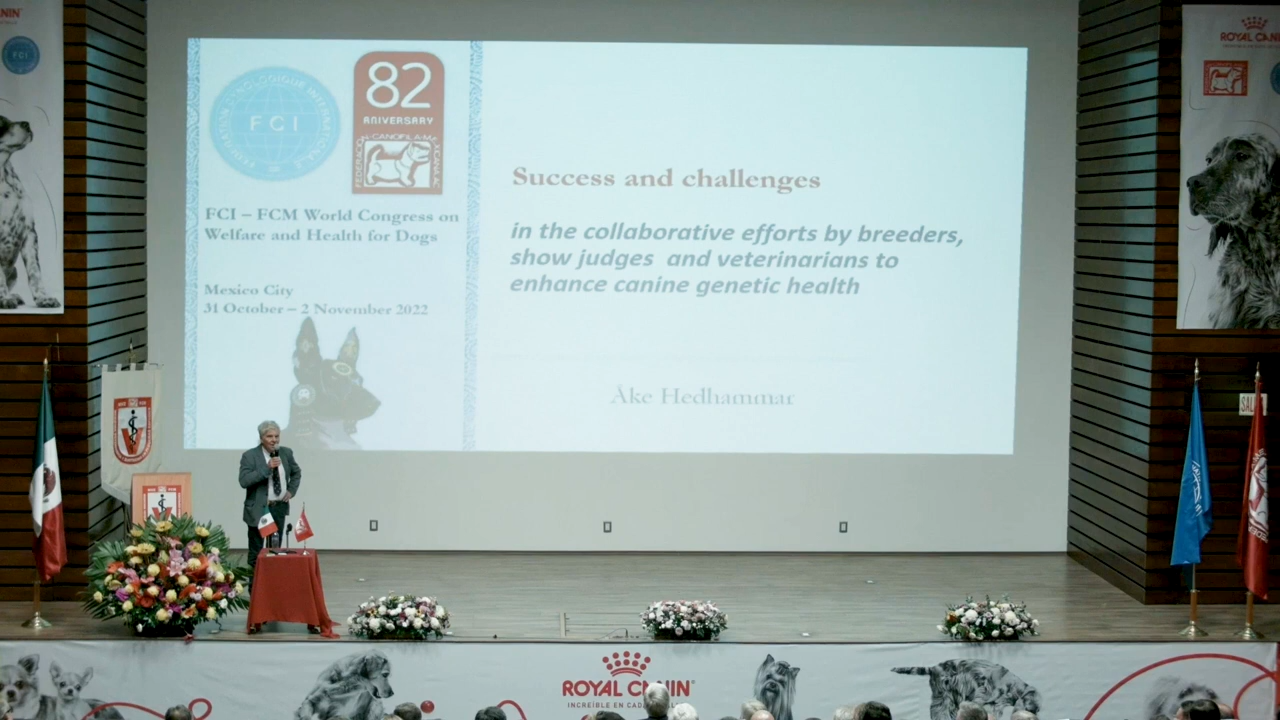 FCI
82
ANIVERSARY
FCI – FCM World Congress on
Welfare and Health for Dogs
Mexico City
31 October – 2 November 2022
Success and challenges
in the collaborative efforts by breeders,
show judges and veterinarians to
enhance canine genetic health
Åke Hedhammar
FCI
ROYAL CANIN
ROYAL CANIN